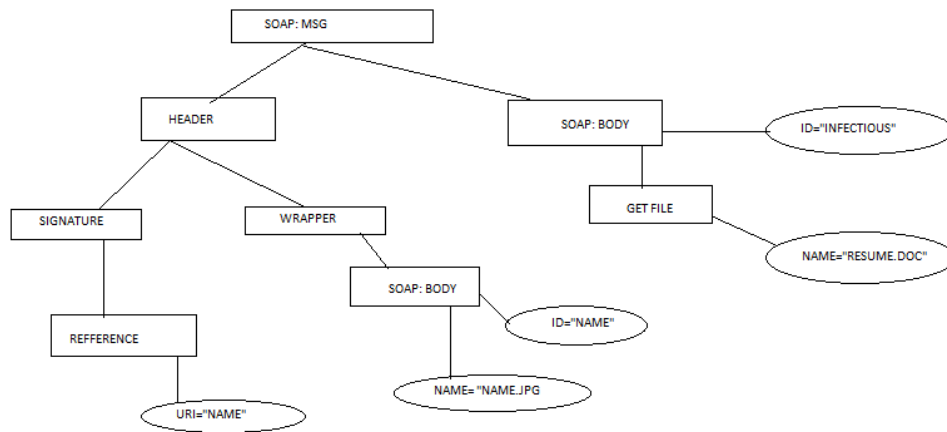 SOAP: MSG
HEADER
SOAP: BODY
ID="INFECTIOUS"
SIGNATURE
WRAPPER
GET FILE
NAME="RESUME.DOC"
SOAP: BODY
ID="NAME"
REFFERENCE
NAME= "NAME.JPG
URI="NAME"